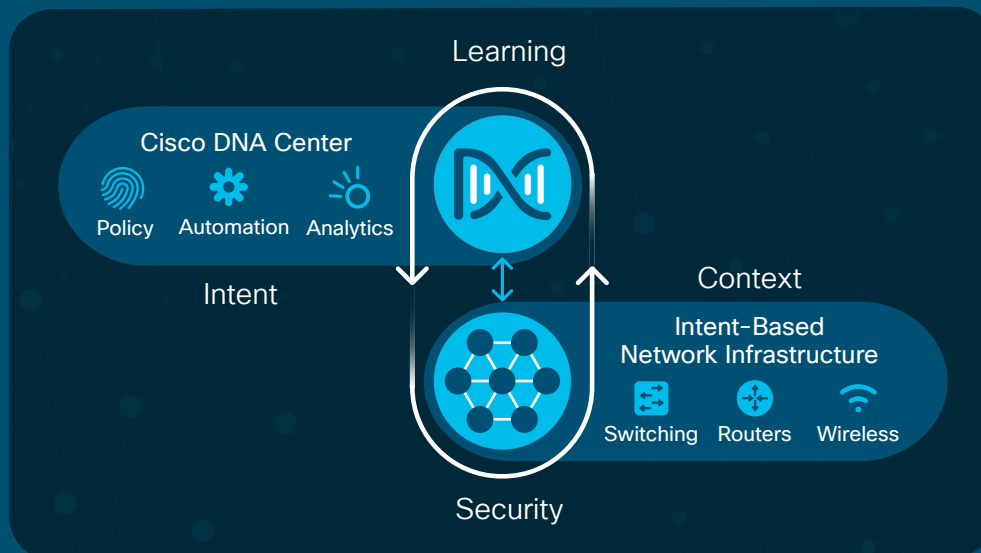 Learning
Cisco DNA Center
Policy
Automation
Analytics
Intent
Context
Intent-Based
Network Infrastructure
Switching
Routers
Wireless
Security